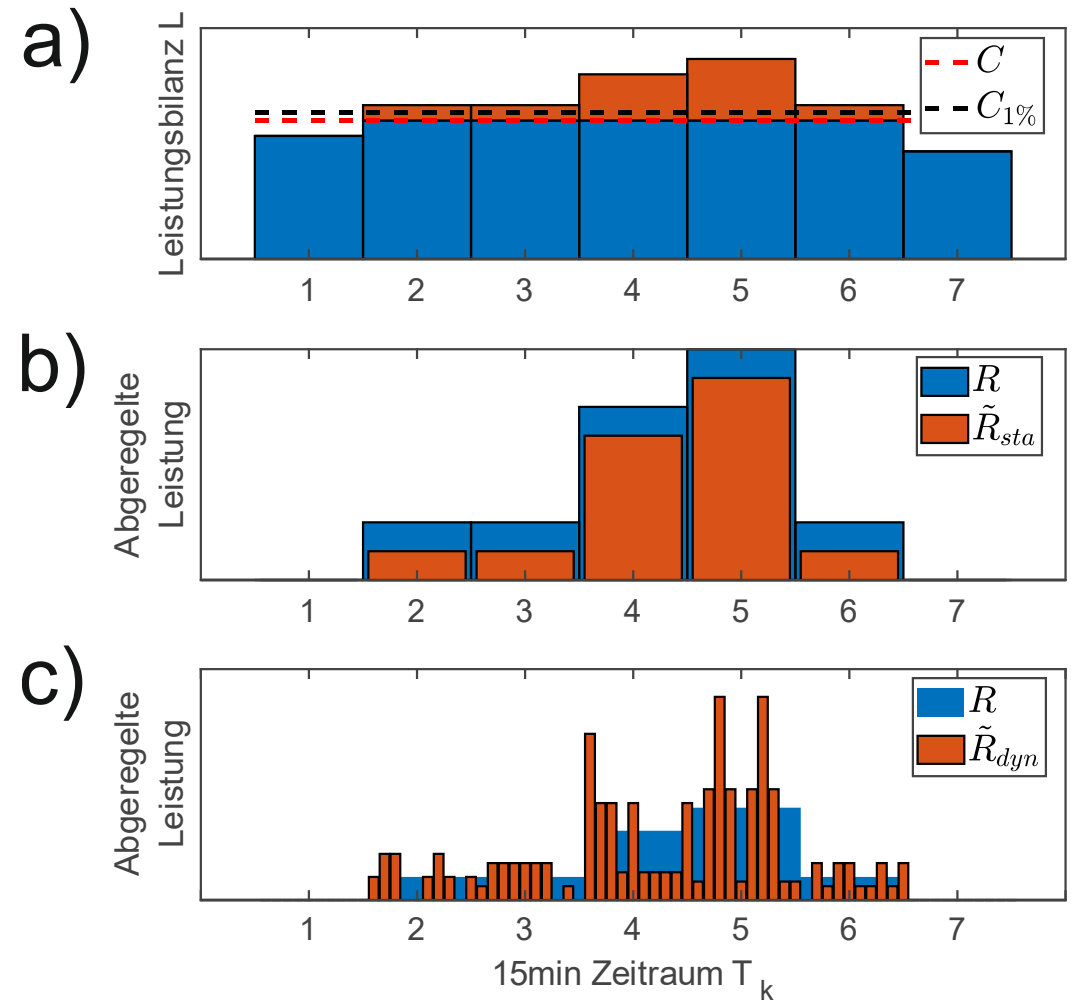 a)
Leistungsbilanz L
C
C1%
1 2 3 4 5 6 7
b)
Abgeregelte
Leistung
R
R̃sta
1 2 3 4 5 6 7
c)
Abgeregelte
Leistung
R
R̃dyn
1 2 3 4 5 6 7
15min Zeitraum T k